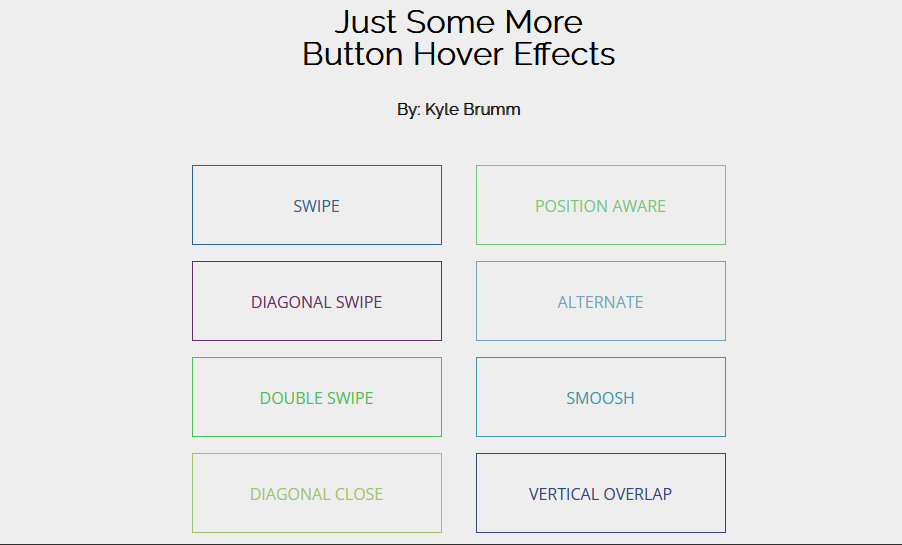 Just Some More
Button Hover Effects
By: Kyle Brumm
SWIPE
POSITION AWARE
DIAGONAL SWIPE
ALTERNATE
DOUBLE SWIPE
SMOOSH
DIAGONAL CLOSE
VERTICAL OVERLAP